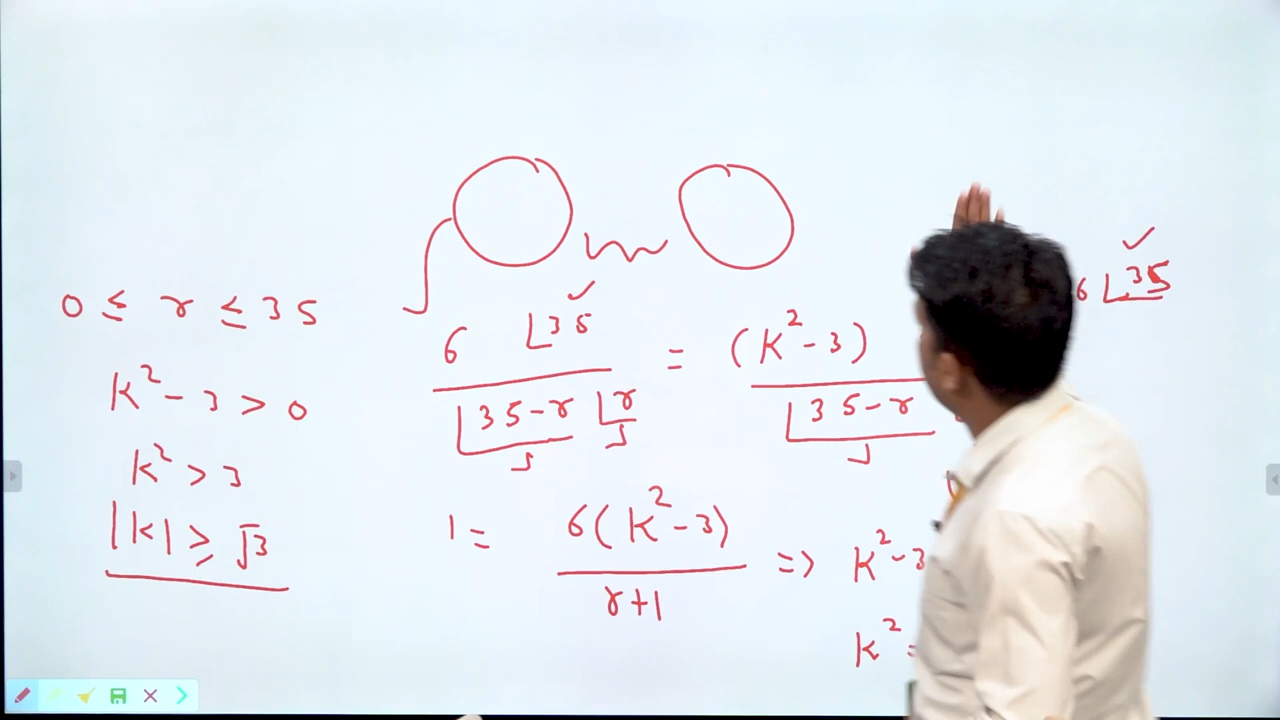 0 ≤ r ≤ 35
k² - 3 > 0
k² > 3
|k| ≥ √3
6 ⌊35 / ⌊35-r ⌊r = (k² - 3) / ⌊35-r
6 ⌊35
1 = 6(k² - 3) / r+1 => k² - 3
k² =